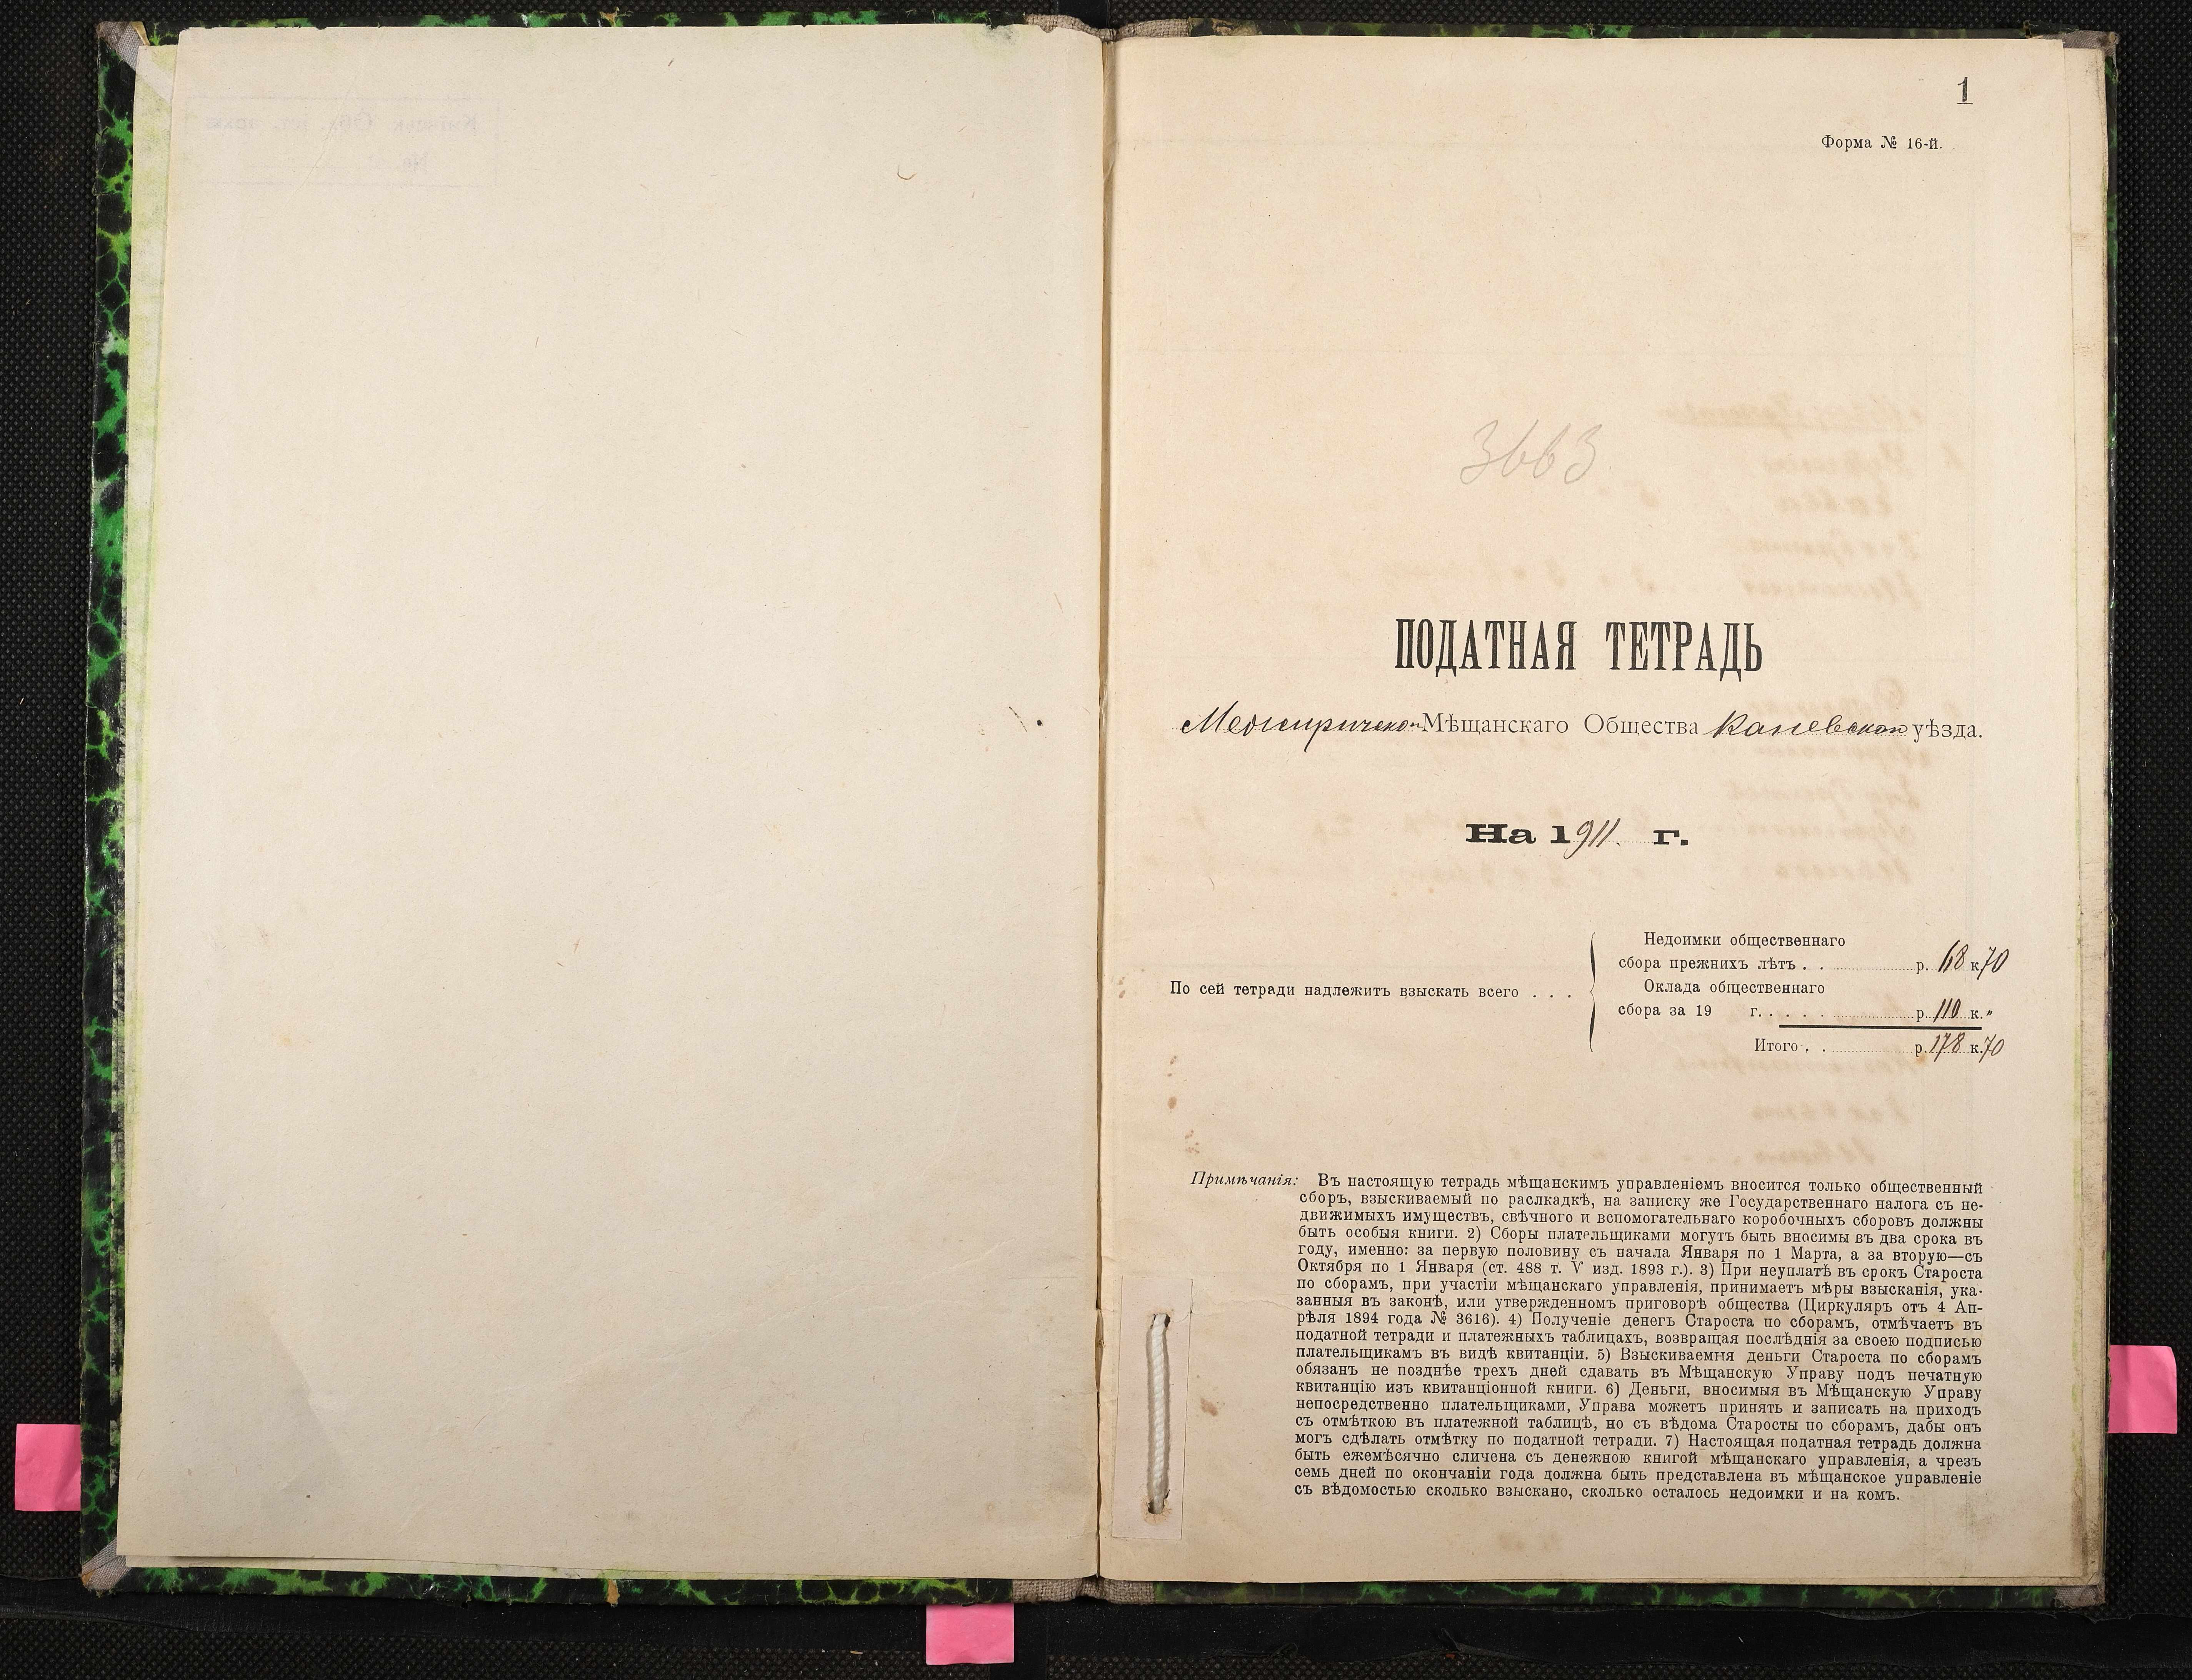 1
Форма № 16-й.
3663
ПОДАТНАЯ ТЕТРАДЬ
Межиричскаго Мѣщанскаго Общества Каневскаго уѣзда.
На 1911 г.
Недоимки общественнаго
сбора прежнихъ лѣтъ . . р. 68 к. 70
По сей тетради надлежитъ взыскать всего . . .
Оклада общественнаго
сбора за 19 г. . . . . р. 110 к. „
Итого . . р. 178 к. 70
Примѣчанія: Въ настоящую тетрадь мѣщанскимъ управленіемъ вносится только общественный
сборъ, взыскиваемый по раслкадкѣ, на записку же Государственнаго налога съ не-
движимыхъ имуществъ, свѣчного и вспомогательнаго коробочныхъ сборовъ должны
быть особыя книги. 2) Сборы плательщиками могутъ быть вносимы въ два срока въ
году, именно: за первую половину съ начала Января по 1 Марта, а за вторую—съ
Октября по 1 Января (ст. 488 т. V изд. 1893 г.). 3) При неуплатѣ въ срокъ Староста
по сборамъ, при участіи мѣщанскаго управленія, принимаетъ мѣры взысканія, ука-
занныя въ законѣ, или утвержденномъ приговорѣ общества (Циркуляръ отъ 4 Ап-
рѣля 1894 года № 3616). 4) Полученіе денегъ Староста по сборамъ, отмѣчаетъ въ
податной тетради и платежныхъ таблицахъ, возвращая послѣднія за своею подписью
плательщикамъ въ видѣ квитанціи. 5) Взыскиваемыя деньги Староста по сборамъ
обязанъ не позднѣе трехъ дней сдавать въ Мѣщанскую Управу подъ печатную
квитанцію изъ квитанціонной книги. 6) Деньги, вносимыя въ Мѣщанскую Управу
непосредственно плательщиками, Управа можетъ принять и записать на приходъ
съ отмѣткою въ платежной таблицѣ, но съ вѣдома Старосты по сборамъ, дабы онъ
могъ сдѣлать отмѣтку по податной тетради. 7) Настоящая податная тетрадь должна
быть ежемѣсячно сличена съ денежною книгой мѣщанскаго управленія, а чрезъ
семь дней по окончаніи года должна быть представлена въ мѣщанское управленіе
съ вѣдомостью сколько взыскано, сколько осталось недоимки и на комъ.